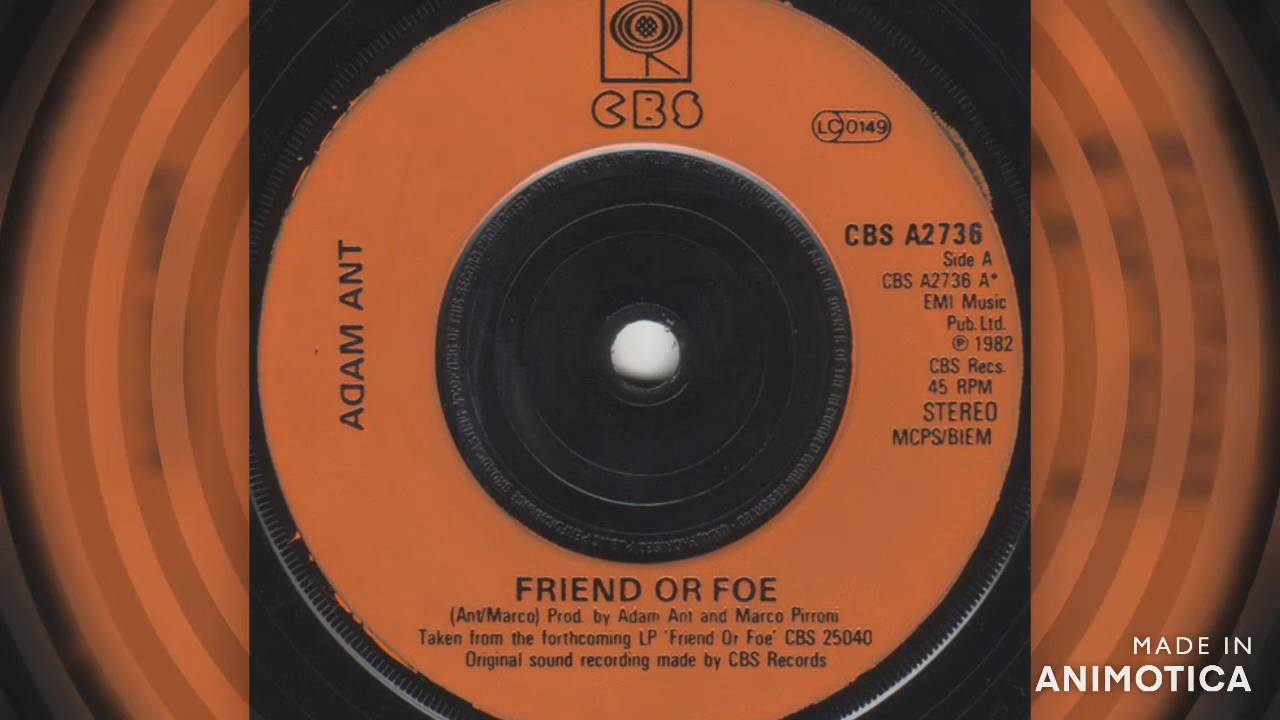 CBS
LC 0149
ADAM ANT
CBS A2736
Side A
CBS A2736 A*
EMI Music
Pub. Ltd.
℗ 1982
CBS Recs.
45 RPM
STEREO
MCPS/BIEM
FRIEND OR FOE
(Ant/Marco) Prod. by Adam Ant and Marco Pirroni
Taken from the forthcoming LP 'Friend Or Foe' CBS 25040
Original sound recording made by CBS Records
MADE IN
ANIMOTICA